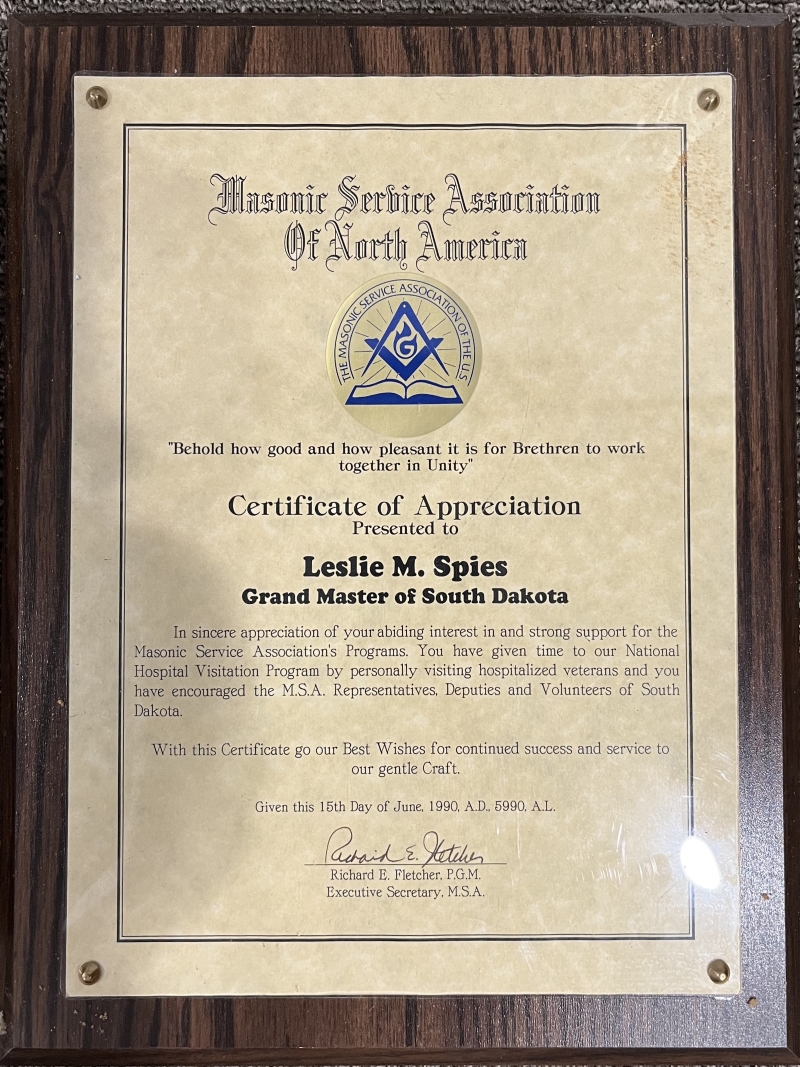 Masonic Service Association
Of North America
THE MASONIC SERVICE ASSOCIATION OF THE U.S.
G
"Behold how good and how pleasant it is for Brethren to work
together in Unity"
Certificate of Appreciation
Presented to
Leslie M. Spies
Grand Master of South Dakota
In sincere appreciation of your abiding interest in and strong support for the
Masonic Service Association's Programs. You have given time to our National
Hospital Visitation Program by personally visiting hospitalized veterans and you
have encouraged the M.S.A. Representatives, Deputies and Volunteers of South
Dakota.
With this Certificate go our Best Wishes for continued success and service to
our gentle Craft.
Given this 15th Day of June, 1990, A.D., 5990, A.L.
Richard E. Fletcher
Richard E. Fletcher, P.G.M.
Executive Secretary, M.S.A.